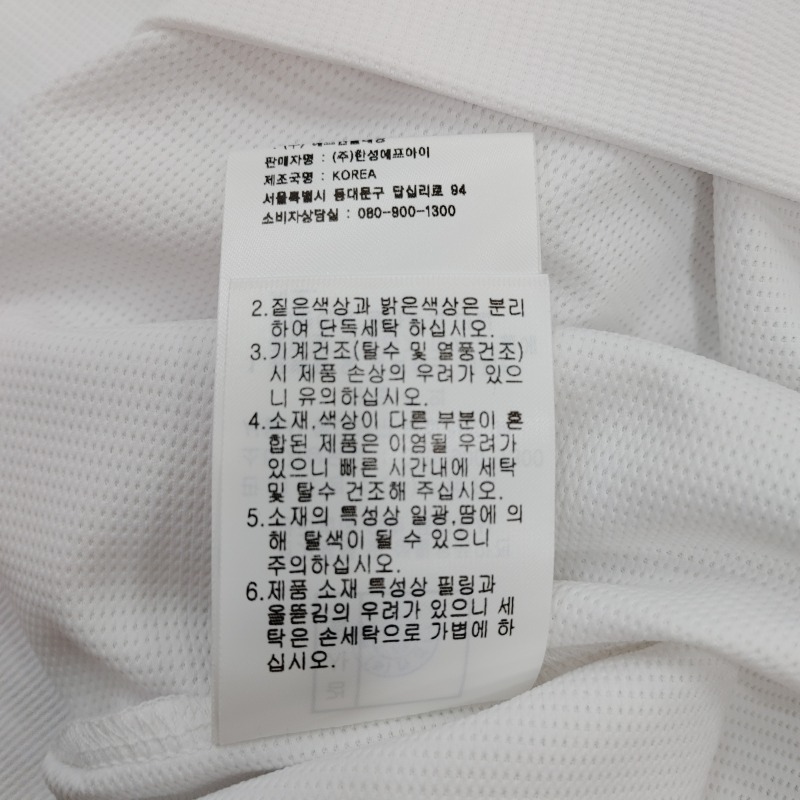 판매자명 : (주)한성에프아이
제조국명 : KOREA
서울특별시 동대문구 답십리로 94
소비자상담실 : 080-900-1300
2.짙은색상과 밝은색상은 분리
하여 단독세탁 하십시오.
3.기계건조(탈수 및 열풍건조)
시 제품 손상의 우려가 있으
니 유의하십시오.
4.소재,색상이 다른 부분이 혼
합된 제품은 이염될 우려가
있으니 빠른 시간내에 세탁
및 탈수 건조해 주십시오.
5.소재의 특성상 일광,땀에 의
해 탈색이 될 수 있으니
주의하십시오.
6.제품 소재 특성상 필링과
올뜯김의 우려가 있으니 세
탁은 손세탁으로 가볍에 하
십시오.